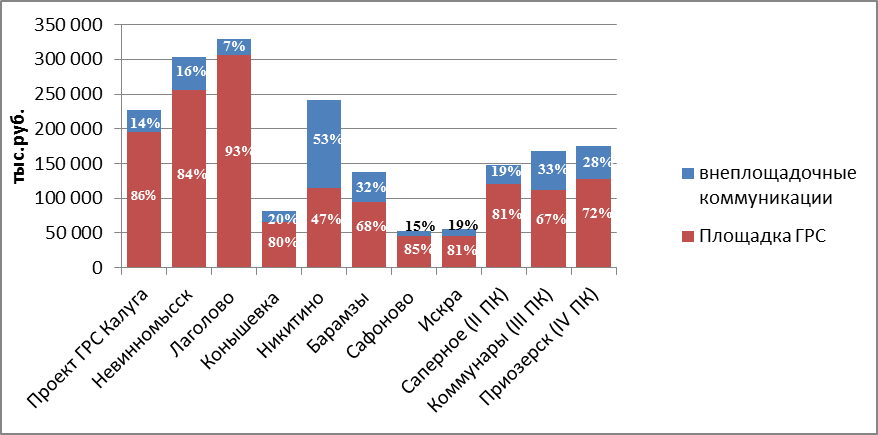 350 000
300 000
250 000
200 000
150 000
100 000
50 000
0
тыс.руб.
14%
86%
16%
84%
7%
93%
20%
80%
53%
47%
32%
68%
15%
85%
19%
81%
19%
81%
33%
67%
28%
72%
Проект ГРС Калуга
Невинномысск
Лаголово
Конышевка
Никитино
Барамзы
Сафоново
Искра
Саперное (II ПК)
Коммунары (III ПК)
Приозерск (IV ПК)
внеплощадочные
коммуникации
Площадка ГРС